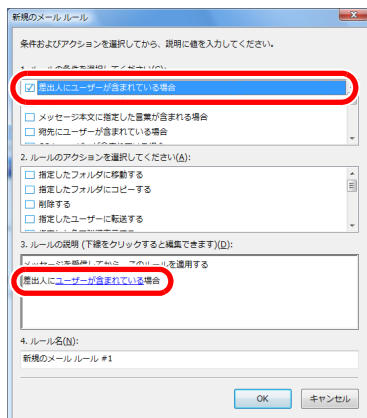 新規のメール ルール
条件およびアクションを選択してから、説明に値を入力してください。
差出人にユーザーが含まれている場合
メッセージ本文に指定した言葉が含まれる場合
宛先にユーザーが含まれている場合
2. ルールのアクションを選択してください(A):
指定したフォルダに移動する
指定したフォルダにコピーする
削除する
指定したユーザーに転送する
3. ルールの説明 (下線をクリックすると編集できます)(D):
メッセージを受信してから、このルールを適用する
差出人にユーザーが含まれている場合
4. ルール名(N):
新規のメール ルール #1
OK キャンセル